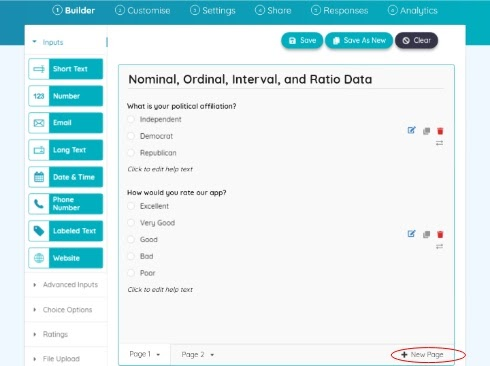 1 Builder 2 Customise 3 Settings 4 Share 5 Responses 6 Analytics
Inputs
Save Save As New Clear
Short Text
123 Number
Email
Long Text
Date & Time
Phone
Number
Labeled Text
Website
Advanced Inputs
Choice Options
Ratings
File Upload
Nominal, Ordinal, Interval, and Ratio Data
What is your political affiliation?
Independent
Democrat
Republican
Click to edit help text
How would you rate our app?
Excellent
Very Good
Good
Bad
Poor
Click to edit help text
Page 1 Page 2 + New Page